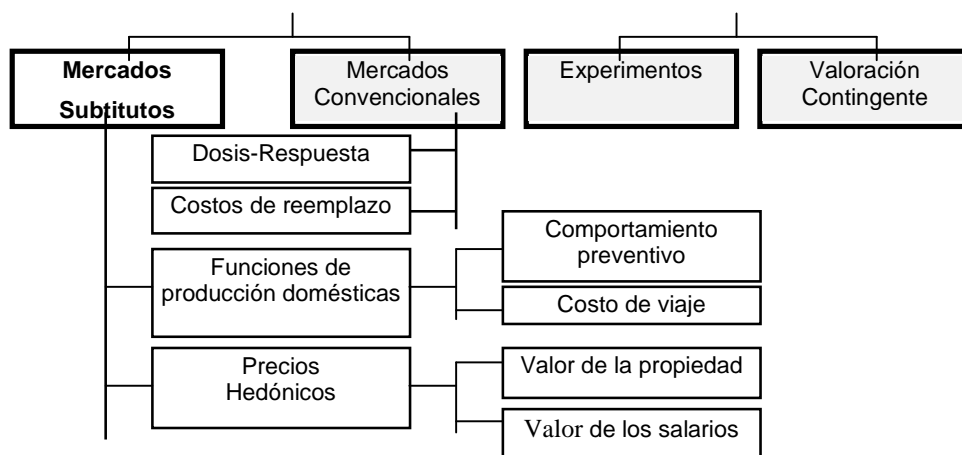 Mercados
Subtitutos
Mercados
Convencionales
Experimentos
Valoración
Contingente
Dosis-Respuesta
Costos de reemplazo
Funciones de
producción domésticas
Comportamiento
preventivo
Costo de viaje
Precios
Hedónicos
Valor de la propiedad
Valor de los salarios